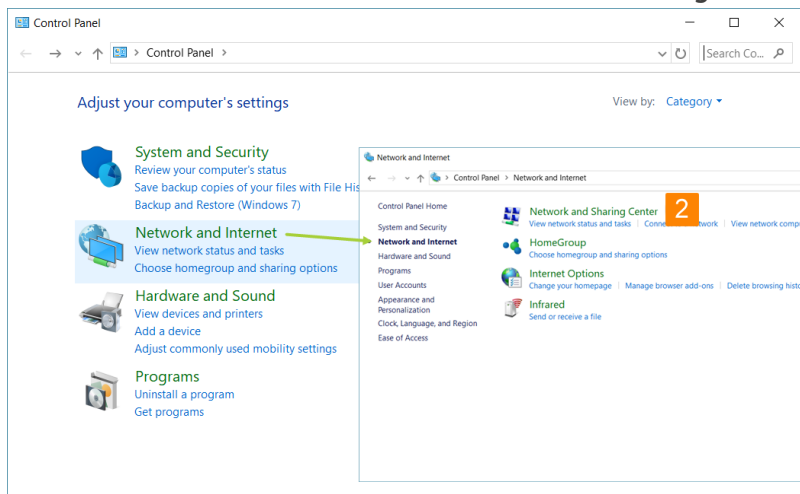 Control Panel
Control Panel
Search Co...
Adjust your computer's settings
View by: Category
System and Security
Review your computer's status
Save backup copies of your files with File His
Backup and Restore (Windows 7)
Network and Internet
View network status and tasks
Choose homegroup and sharing options
Hardware and Sound
View devices and printers
Add a device
Adjust commonly used mobility settings
Programs
Uninstall a program
Get programs
Network and Internet
Control Panel > Network and Internet
Control Panel Home
System and Security
Network and Internet
Hardware and Sound
Programs
User Accounts
Appearance and
Personalization
Clock, Language, and Region
Ease of Access
Network and Sharing Center
2
View network status and tasks
View network compu
HomeGroup
Choose homegroup and sharing options
Internet Options
Change your homepage | Manage browser add-ons | Delete browsing histo
Infrared
Send or receive a file